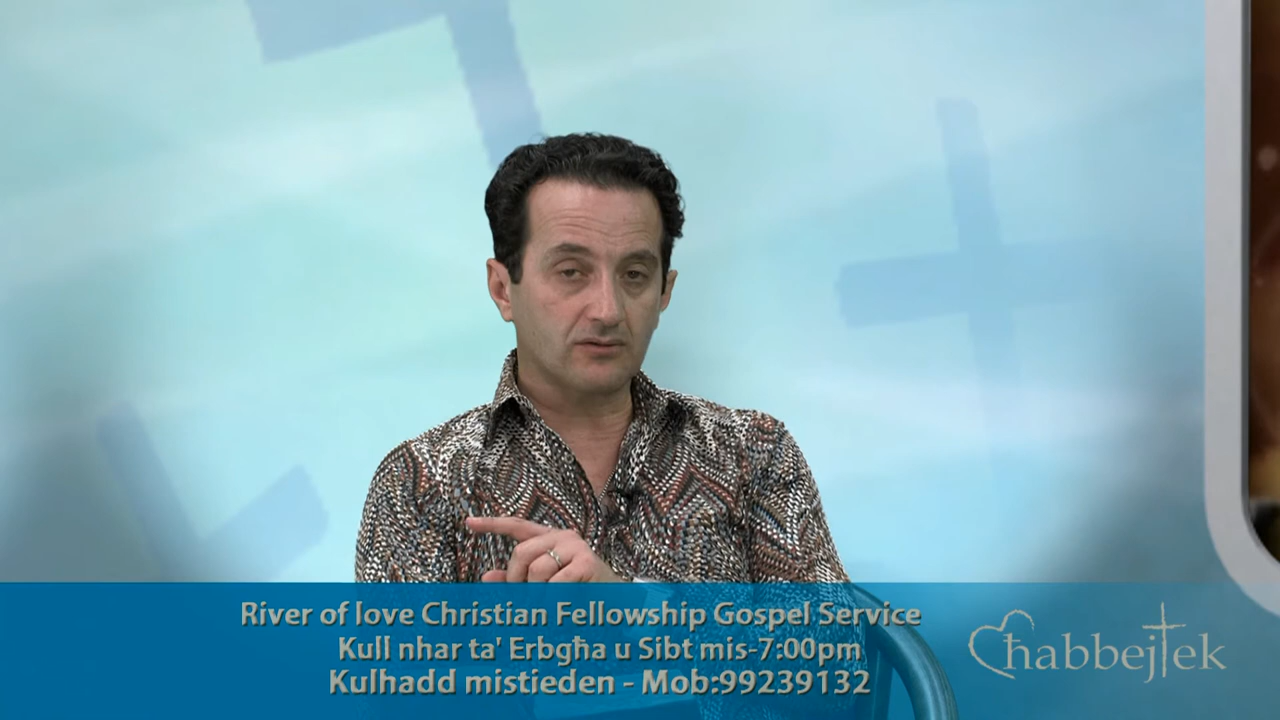 River of love Christian Fellowship Gospel Service
Kull nhar ta' Erbgħa u Sibt mis-7:00pm
Kulhadd mistieden - Mob:99239132
ħabbejtek